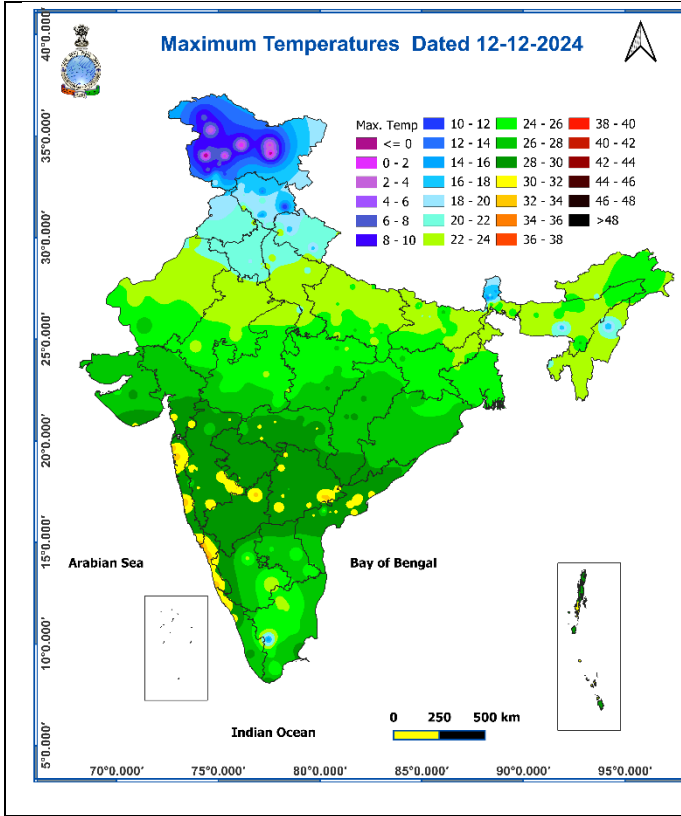 Maximum Temperatures Dated 12-12-2024
Max. Temp
<= 0
0 - 2
2 - 4
4 - 6
6 - 8
8 - 10
10 - 12
12 - 14
14 - 16
16 - 18
18 - 20
20 - 22
22 - 24
24 - 26
26 - 28
28 - 30
30 - 32
32 - 34
34 - 36
36 - 38
38 - 40
40 - 42
42 - 44
44 - 46
46 - 48
>48
40°0.000'
35°0.000'
30°0.000'
25°0.000'
20°0.000'
15°0.000'
10°0.000'
5°0.000'
Arabian Sea
Bay of Bengal
Indian Ocean
0 250 500 km
70°0.000' 75°0.000' 80°0.000' 85°0.000' 90°0.000' 95°0.000'